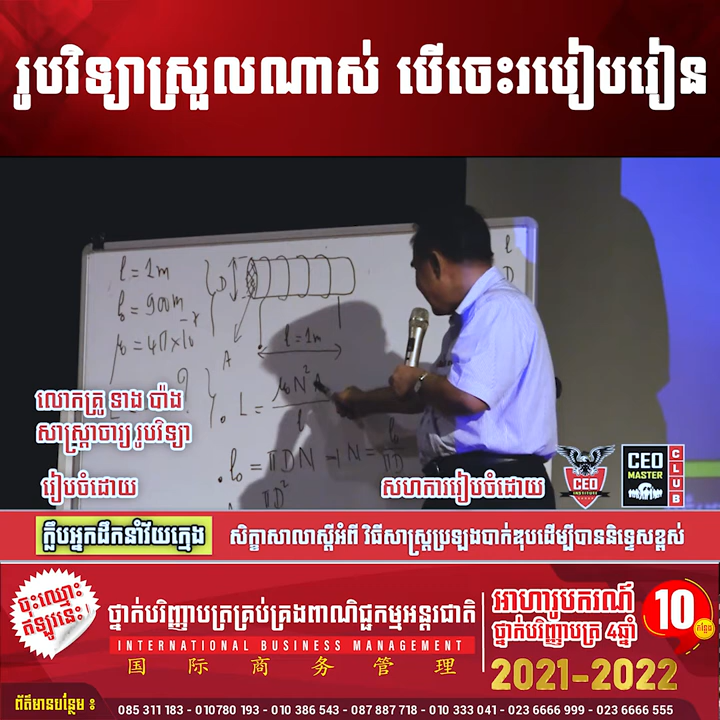 រូបវិទ្យាស្រួលណាស់ បើចេះរបៀបរៀន
l = 1m
D
l
D
A
l = 1m
L =
l
លោកគ្រូ ទាង ប៉ាង
សាស្ត្រាចារ្យ រូបវិទ្យា
រៀបចំដោយ
សហការរៀបចំដោយ
CEO
INSTITUTE
CEO
MASTER
CLUB
ក្លឹបអ្នកដឹកនាំវ័យក្មេង
សិក្ខាសាលាស្តីអំពី វិធីសាស្ត្រប្រឡងបាក់ឌុបដើម្បីបាននិទ្ទេសខ្ពស់
ចុះឈ្មោះ
ឥឡូវនេះ!
ថ្នាក់បរិញ្ញាបត្រគ្រប់គ្រងពាណិជ្ជកម្មអន្តរជាតិ
INTERNATIONAL BUSINESS MANAGEMENT
国 际 商 务 管 理
អាហារូបករណ៍
ថ្នាក់បរិញ្ញាបត្រ 4ឆ្នាំ
10
កន្លែង
2021-2022
ព័ត៌មានបន្ថែម ៖
085 311 183 - 010780 193 - 010 386 543 - 087 887 718 - 010 333 041 - 023 6666 999 - 023 6666 555